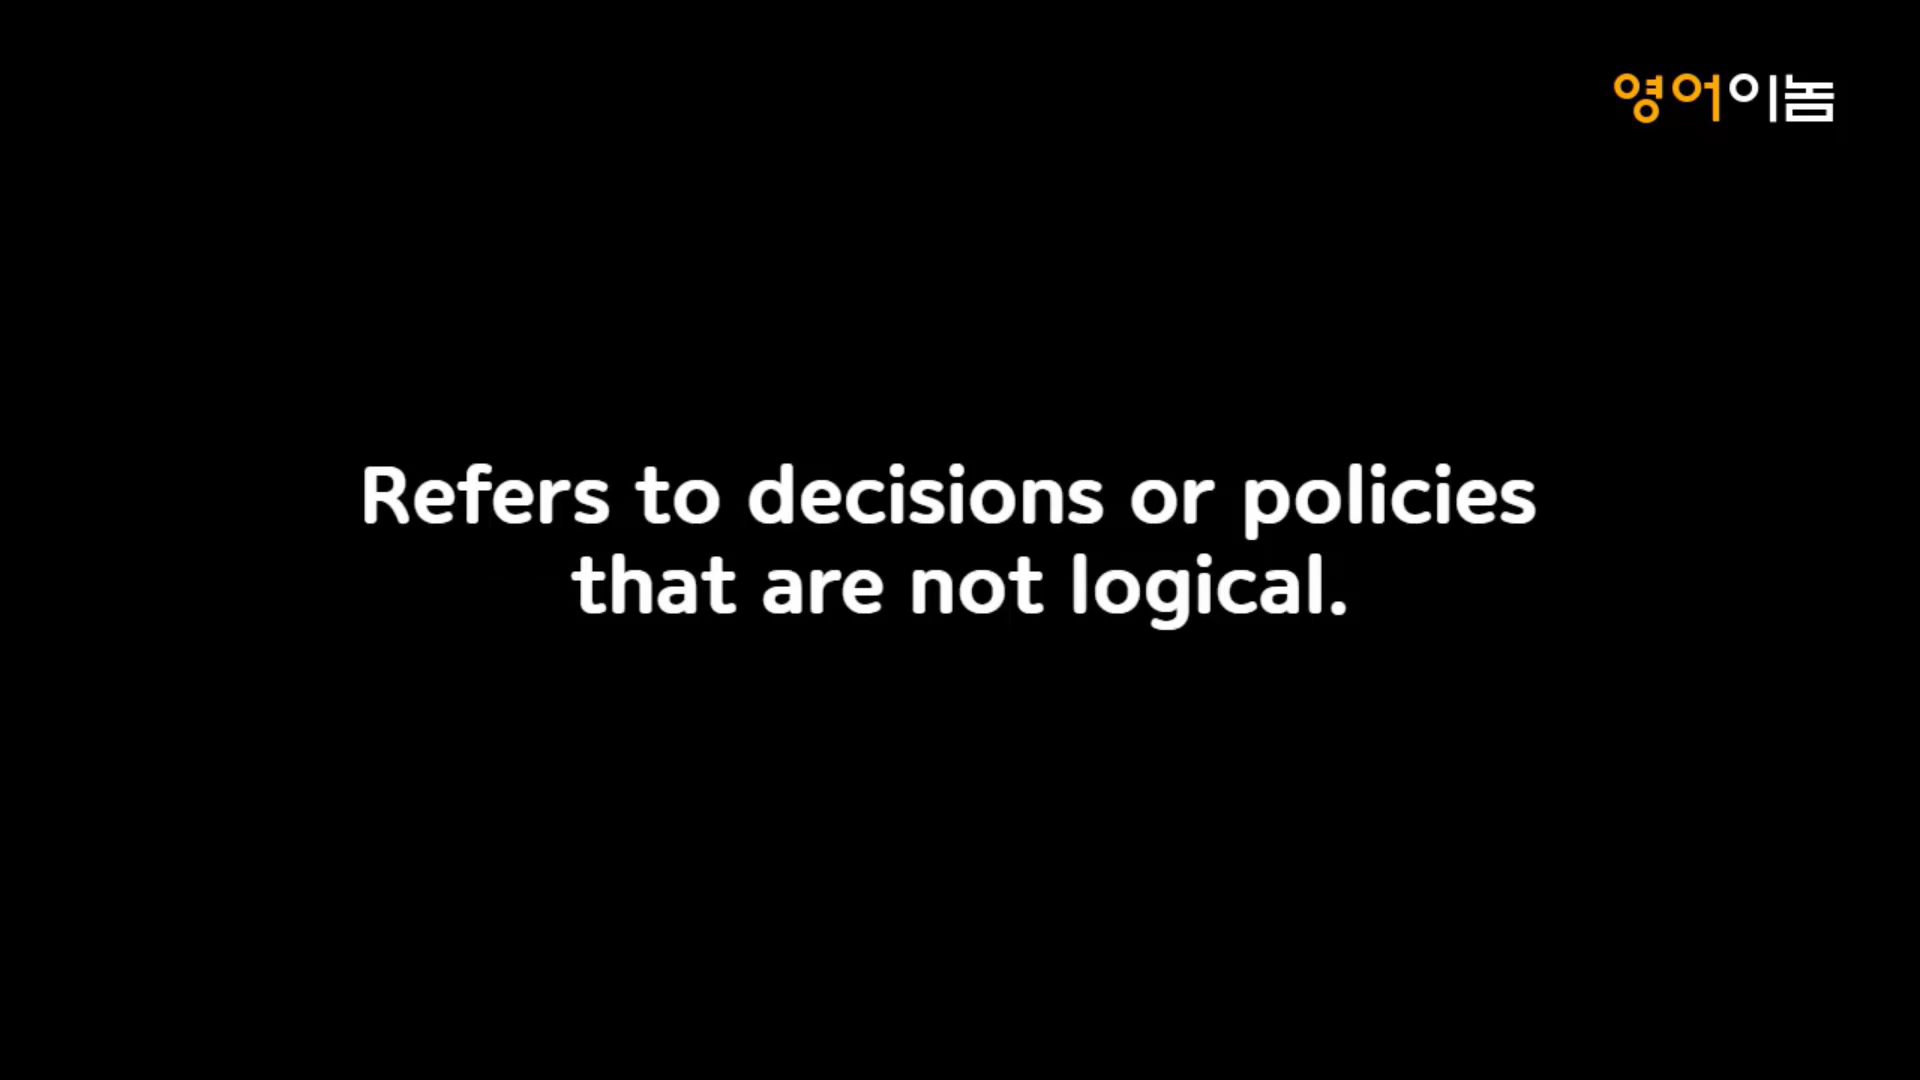 영어이놈
Refers to decisions or policies
that are not logical.